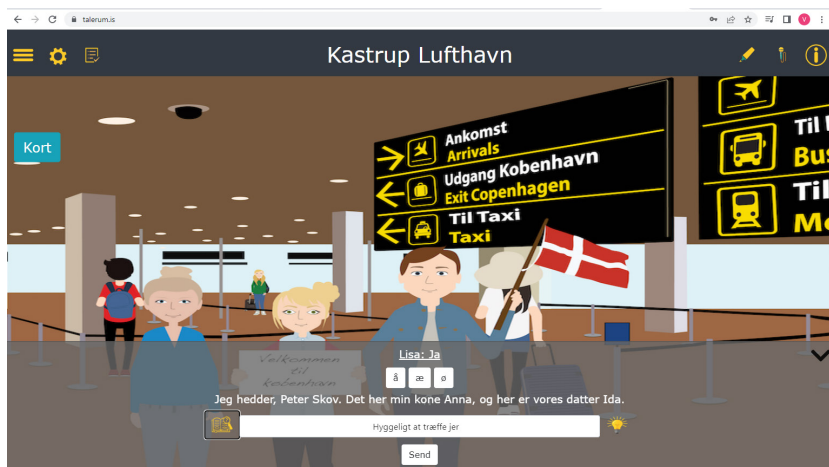 talerum.is
V
Kastrup Lufthavn
Kort
Ankomst
Arrivals
Udgang Kobenhavn
Exit Copenhagen
Til Taxi
Taxi
Til
Bus
Til
Me
Velkommen
til
københavn
Lisa: Ja
å æ ø
Jeg hedder, Peter Skov. Det her min kone Anna, og her er vores datter Ida.
Hyggeligt at træffe jer
Send